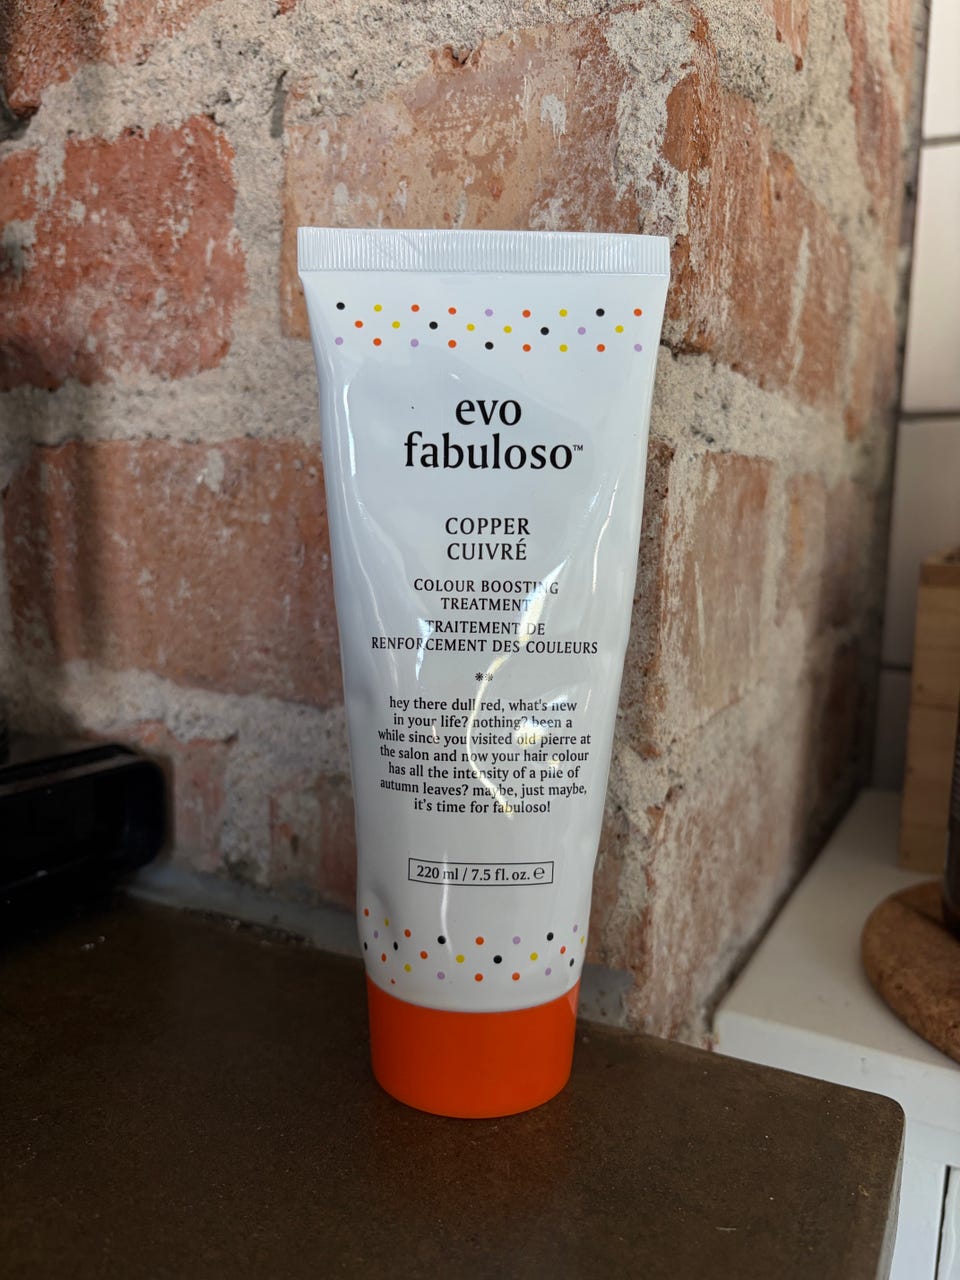 evo
fabuloso™
COPPER
CUIVRÉ
COLOUR BOOSTING
TREATMENT
TRAITEMENT DE
RENFORCEMENT DES COULEURS
hey there dull red, what's new
in your life? nothing? been a
while since you visited old pierre at
the salon and now your hair colour
has all the intensity of a pile of
autumn leaves? maybe, just maybe,
it's time for fabuloso!
220 ml / 7.5 fl. oz. ℮